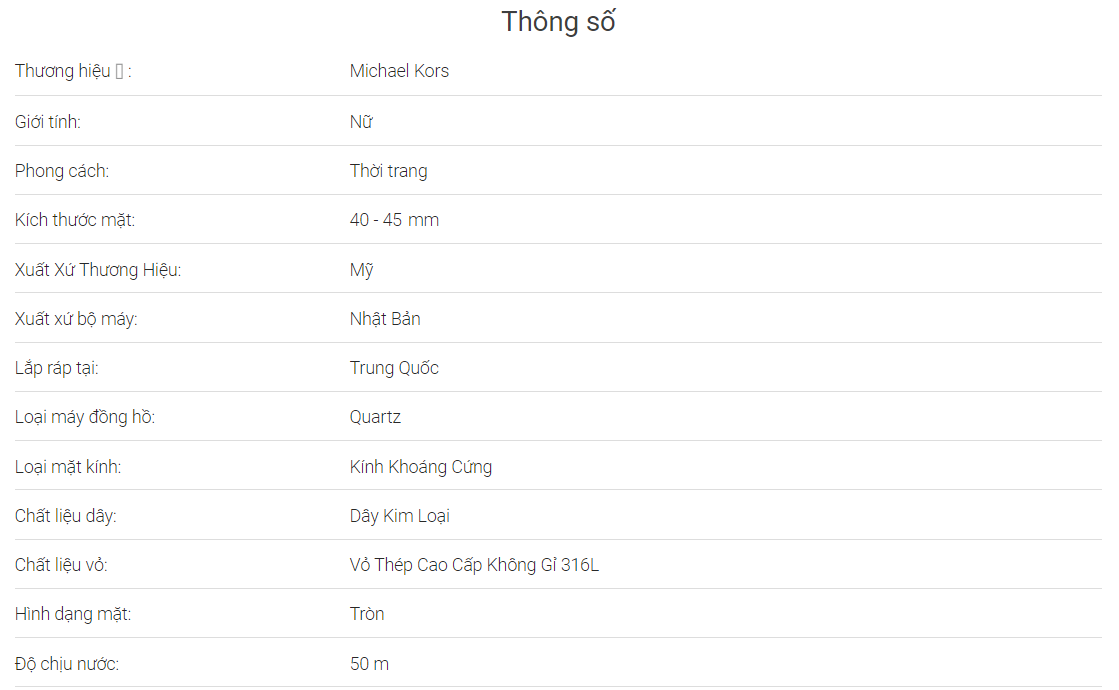 Thông số
Thương hiệu ▯ : Michael Kors
Giới tính: Nữ
Phong cách: Thời trang
Kích thước mặt: 40 - 45 mm
Xuất Xứ Thương Hiệu: Mỹ
Xuất xứ bộ máy: Nhật Bản
Lắp ráp tại: Trung Quốc
Loại máy đồng hồ: Quartz
Loại mặt kính: Kính Khoáng Cứng
Chất liệu dây: Dây Kim Loại
Chất liệu vỏ: Vỏ Thép Cao Cấp Không Gỉ 316L
Hình dạng mặt: Tròn
Độ chịu nước: 50 m